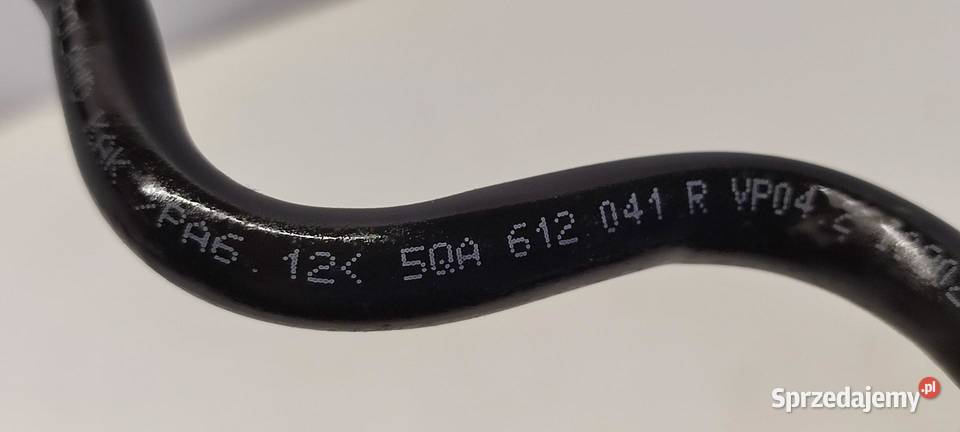 PA6.12< 5QA 612 041 R VP04
Sprzedajemy.pl